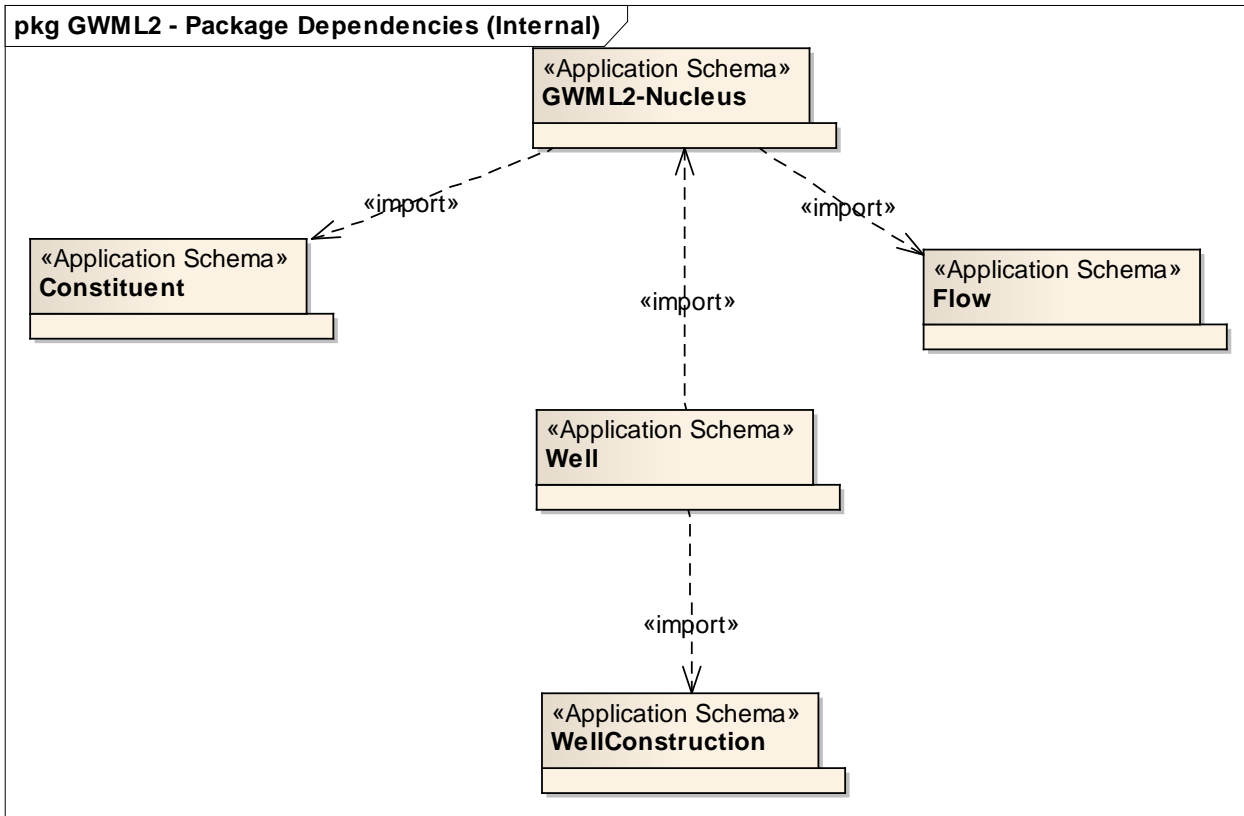 pkg GWML2 - Package Dependencies (Internal)
«Application Schema»
GWML2-Nucleus
«import»
«import»
«Application Schema»
Constituent
«Application Schema»
Flow
«import»
«Application Schema»
Well
«import»
«Application Schema»
WellConstruction